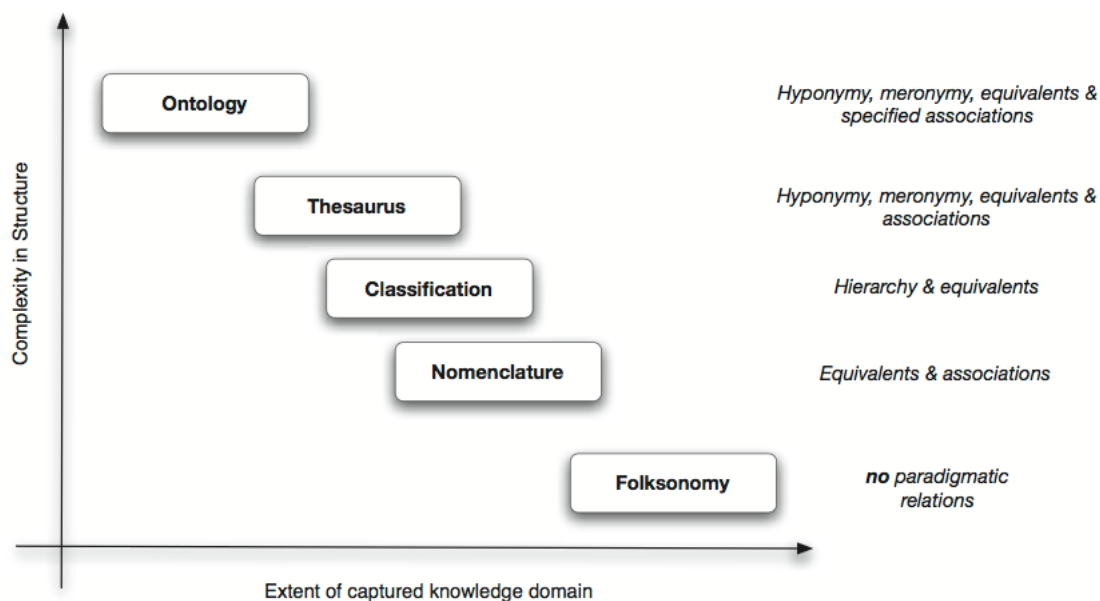 Complexity in Structure
Ontology
Hyponymy, meronymy, equivalents &
specified associations
Thesaurus
Hyponymy, meronymy, equivalents &
associations
Classification
Hierarchy & equivalents
Nomenclature
Equivalents & associations
Folksonomy
no paradigmatic
relations
Extent of captured knowledge domain